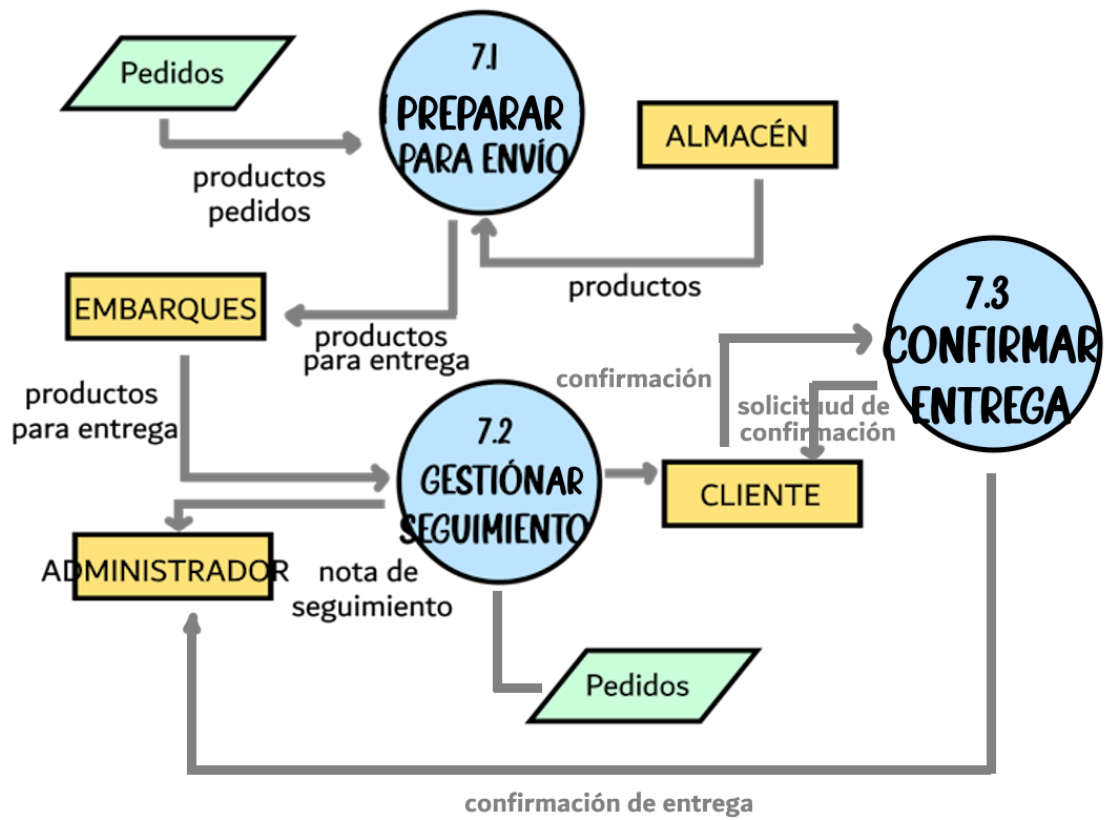 Pedidos
7.1
PREPARAR
PARA ENVÍO
ALMACÉN
productos
pedidos
productos
EMBARQUES
productos
para entrega
7.3
CONFIRMAR
ENTREGA
confirmación
solicitud de
confirmación
productos
para entrega
7.2
GESTIÓNAR
SEGUIMIENTO
CLIENTE
ADMINISTRADOR
nota de
seguimiento
Pedidos
confirmación de entrega